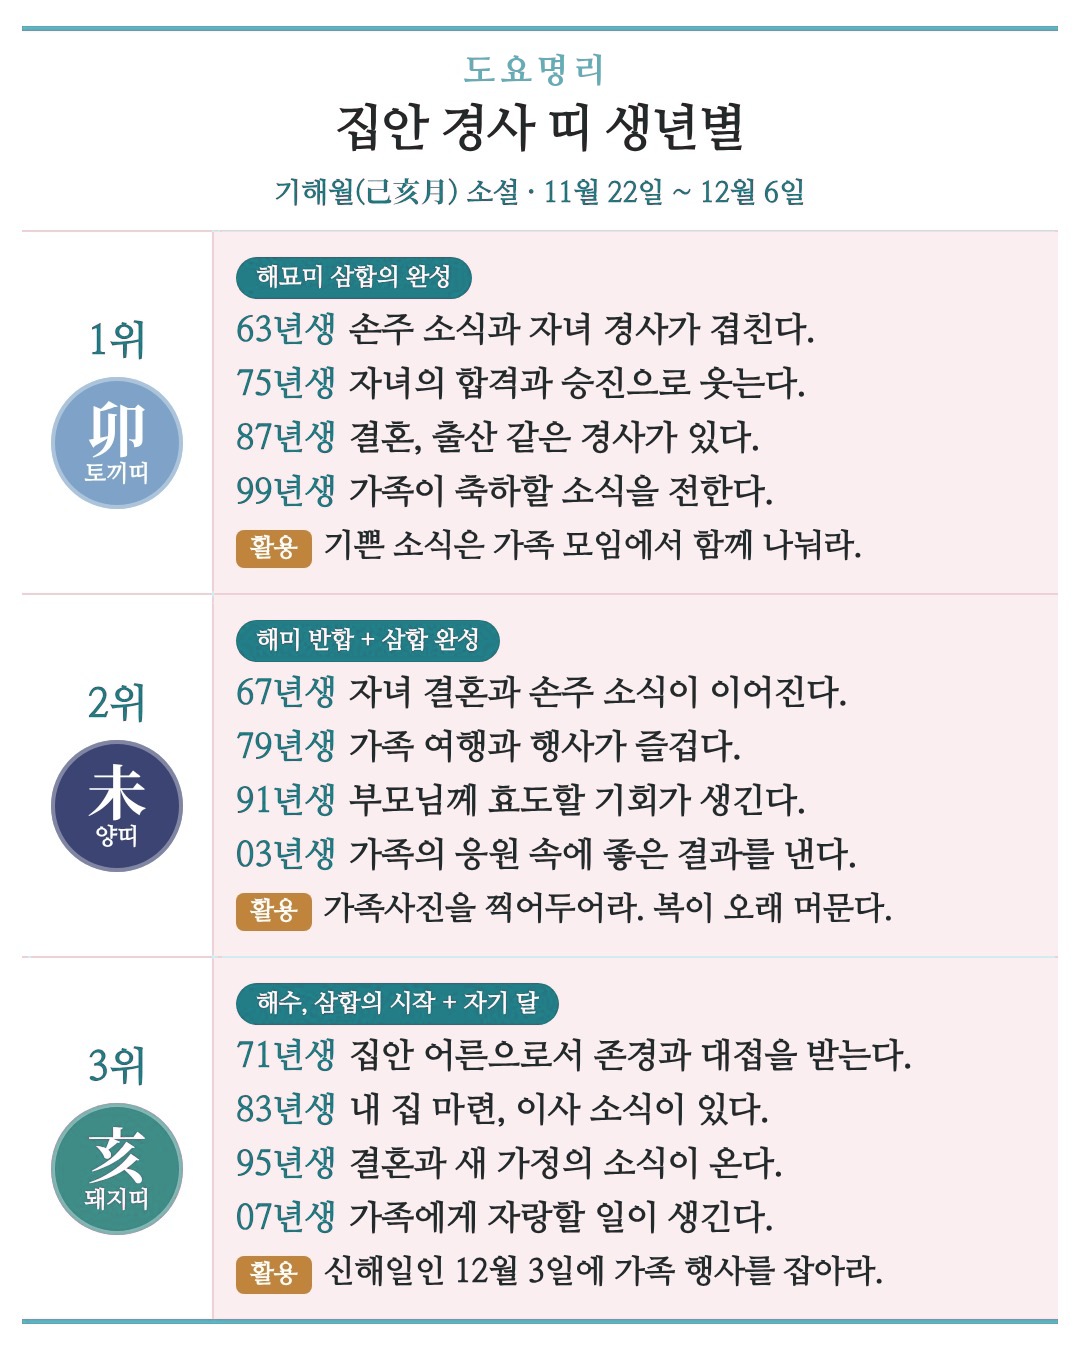 도요명리
집안 경사 띠 생년별
기해월(己亥月) 소설 · 11월 22일 ~ 12월 6일
1위
卯
토끼띠
해묘미 삼합의 완성
63년생 손주 소식과 자녀 경사가 겹친다.
75년생 자녀의 합격과 승진으로 웃는다.
87년생 결혼, 출산 같은 경사가 있다.
99년생 가족이 축하할 소식을 전한다.
활용 기쁜 소식은 가족 모임에서 함께 나눠라.
2위
未
양띠
해미 반합 + 삼합 완성
67년생 자녀 결혼과 손주 소식이 이어진다.
79년생 가족 여행과 행사가 즐겁다.
91년생 부모님께 효도할 기회가 생긴다.
03년생 가족의 응원 속에 좋은 결과를 낸다.
활용 가족사진을 찍어두어라. 복이 오래 머문다.
3위
亥
돼지띠
해수, 삼합의 시작 + 자기 달
71년생 집안 어른으로서 존경과 대접을 받는다.
83년생 내 집 마련, 이사 소식이 있다.
95년생 결혼과 새 가정의 소식이 온다.
07년생 가족에게 자랑할 일이 생긴다.
활용 신해일인 12월 3일에 가족 행사를 잡아라.